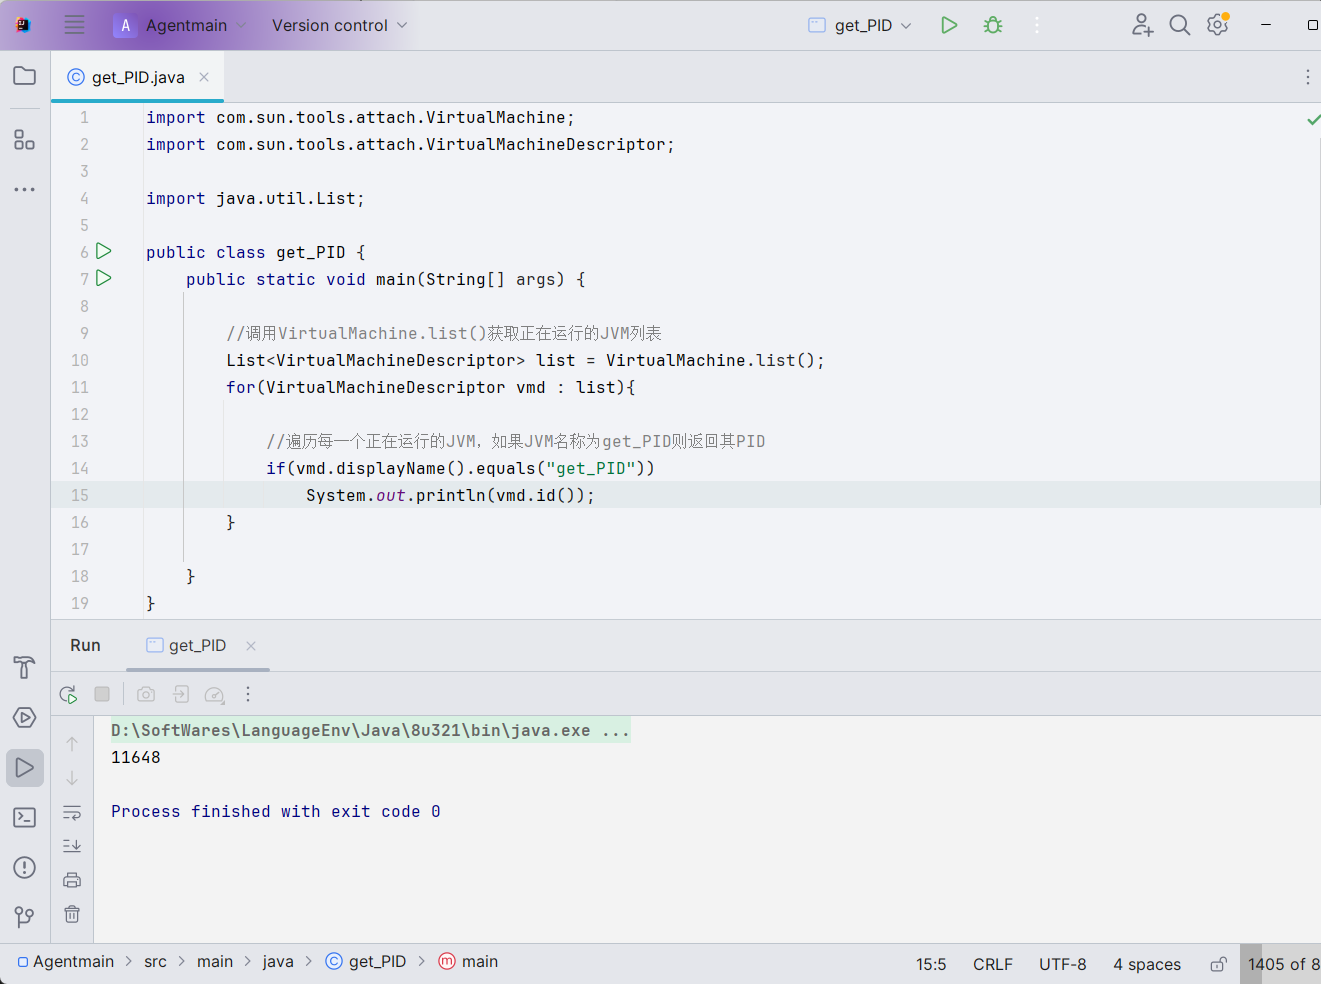 A Agentmain Version control get_PID
get_PID.java
1 import com.sun.tools.attach.VirtualMachine;
2 import com.sun.tools.attach.VirtualMachineDescriptor;
3
4 import java.util.List;
5
6 public class get_PID {
7 public static void main(String[] args) {
8
9 //调用VirtualMachine.list()获取正在运行的JVM列表
10 List<VirtualMachineDescriptor> list = VirtualMachine.list();
11 for(VirtualMachineDescriptor vmd : list){
12
13 //遍历每一个正在运行的JVM，如果JVM名称为get_PID则返回其PID
14 if(vmd.displayName().equals("get_PID"))
15 System.out.println(vmd.id());
16 }
17
18 }
19 }
Run get_PID
D:\SoftWares\LanguageEnv\Java\8u321\bin\java.exe ...
11648
Process finished with exit code 0
Agentmain > src > main > java > get_PID > main 15:5 CRLF UTF-8 4 spaces 1405 of 8